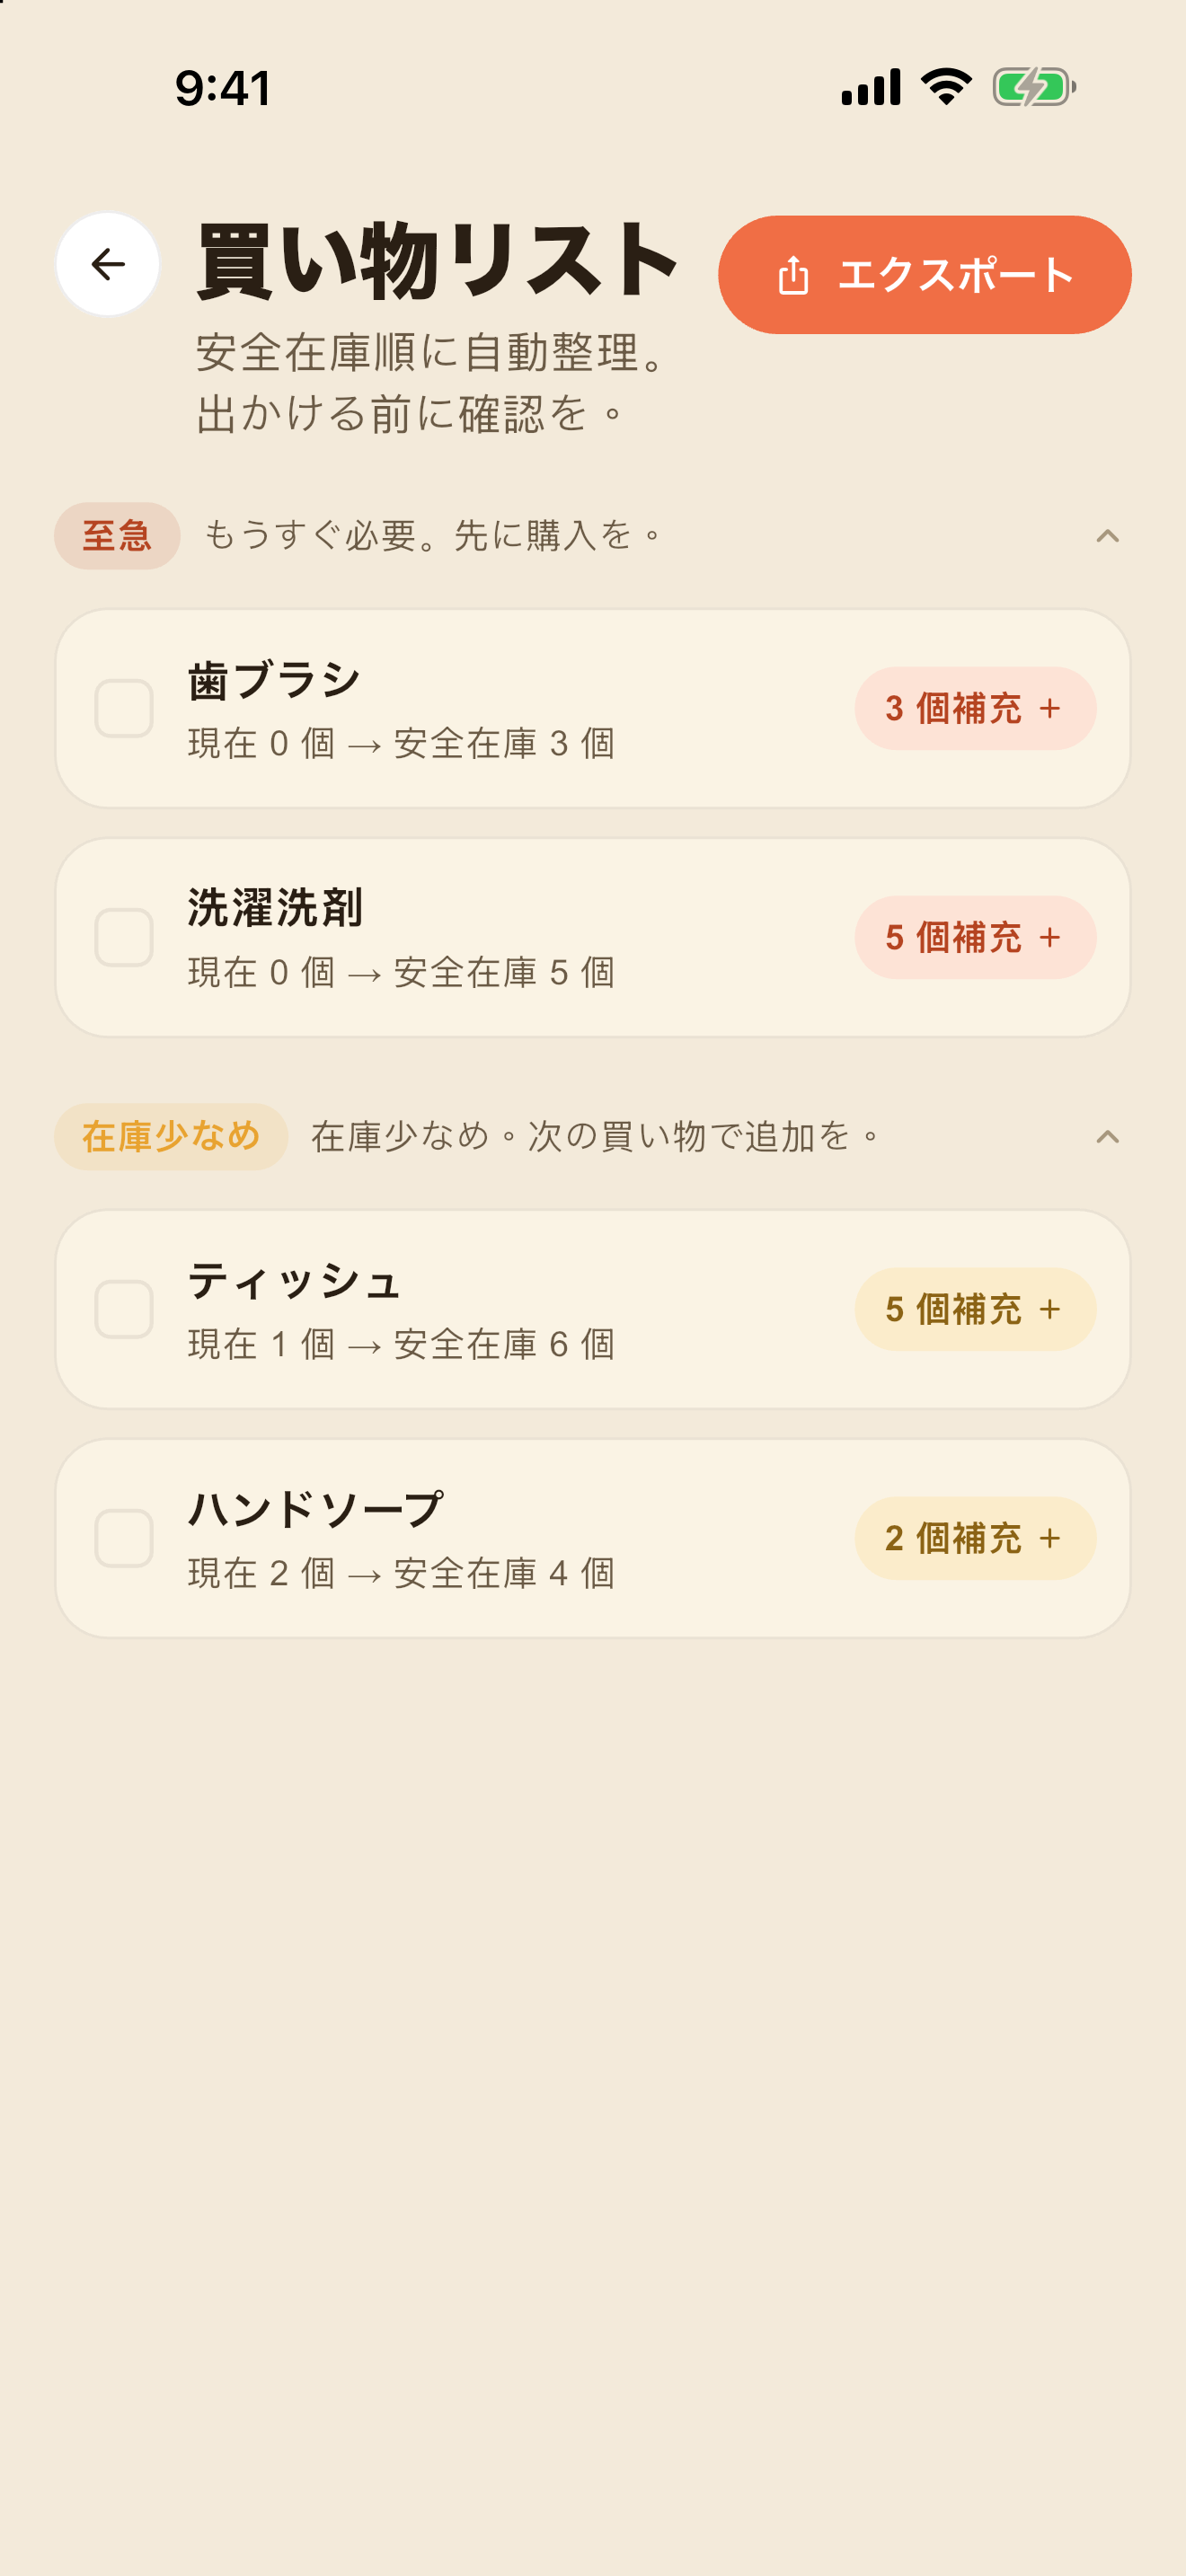 9:41
買い物リスト
エクスポート
安全在庫順に自動整理。
出かける前に確認を。
至急 もうすぐ必要。先に購入を。
歯ブラシ
現在 0 個 → 安全在庫 3 個
3 個補充 +
洗濯洗剤
現在 0 個 → 安全在庫 5 個
5 個補充 +
在庫少なめ 在庫少なめ。次の買い物で追加を。
ティッシュ
現在 1 個 → 安全在庫 6 個
5 個補充 +
ハンドソープ
現在 2 個 → 安全在庫 4 個
2 個補充 +